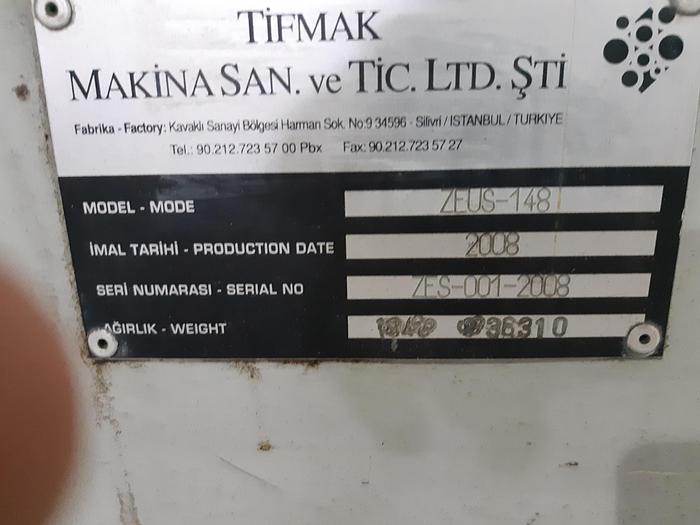 TİFMAK
MAKİNA SAN. ve TİC. LTD. ŞTİ
Fabrika - Factory: Kavaklı Sanayi Bölgesi Harman Sok. No:9 34596 - Silivri / ISTANBUL / TURKIYE
Tel.: 90.212.723 57 00 Pbx Fax: 90.212.723 57 27
MODEL - MODE ZEUS-148
İMAL TARİHİ - PRODUCTION DATE 2008
SERİ NUMARASI - SERIAL NO ZES-001-2008
AĞIRLIK - WEIGHT 36310